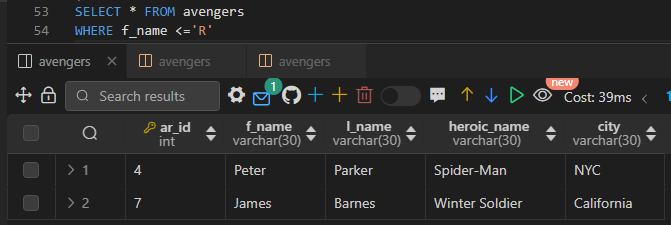 53 SELECT * FROM avengers
54 WHERE f_name <='R'
avengers × avengers avengers
Search results 1 new Cost: 39ms ‹ 1
ar_id f_name l_name heroic_name city
int varchar(30) varchar(30) varchar(30) varchar(30)
> 1 4 Peter Parker Spider-Man NYC
> 2 7 James Barnes Winter Soldier California